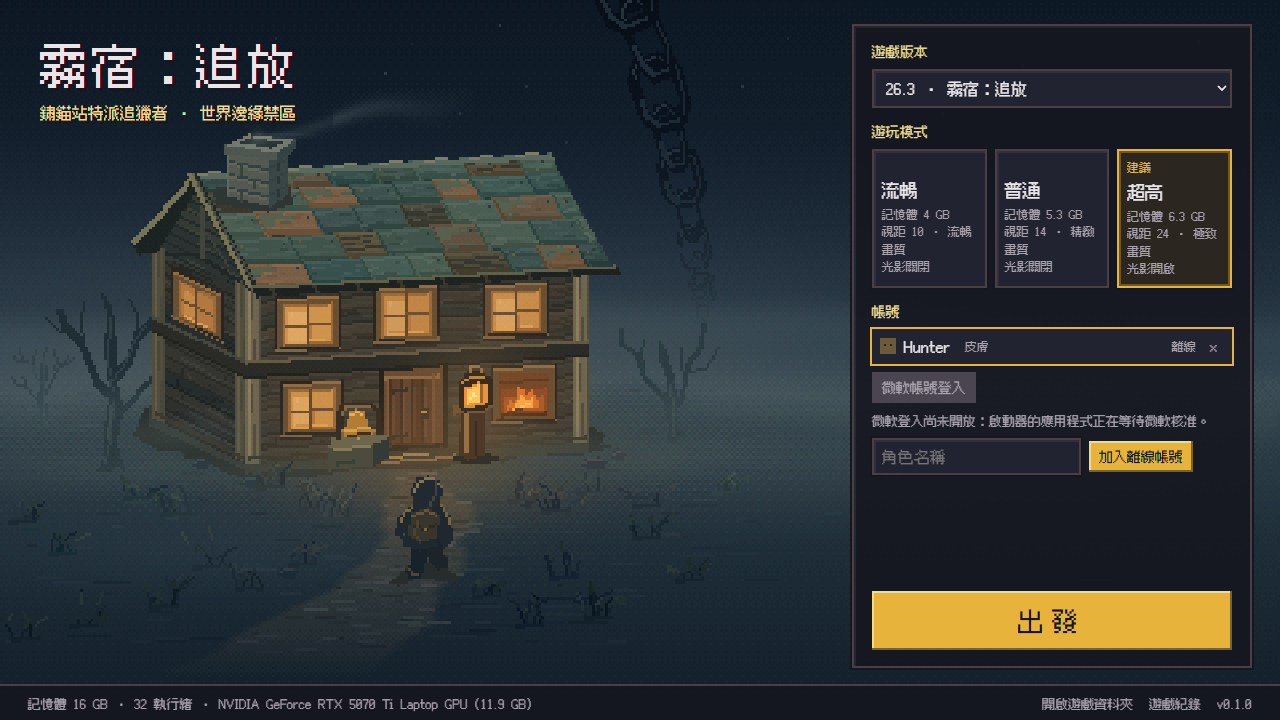 霧宿：追放
鏽錨站特派追獵者 · 世界邊緣禁區
遊戲版本
26.3 · 霧宿：追放
遊玩模式
流暢
記憶體 4 GB
視距 10 · 流暢
畫質
光影關閉
普通
記憶體 5.3 GB
視距 14 · 精緻
畫質
光影關閉
建議
超高
記憶體 6.3 GB
視距 24 · 極致
畫質
光影開啟
帳號
Hunter 皮膚 離線 ×
微軟帳號登入
微軟登入尚未開放：啟動器的應用程式正在等待微軟核准。
角色名稱
加入離線帳號
出發
記憶體 16 GB · 32 執行緒 · NVIDIA GeForce RTX 5070 Ti Laptop GPU (11.9 GB)
開啟遊戲資料夾 遊戲紀錄 v0.1.0